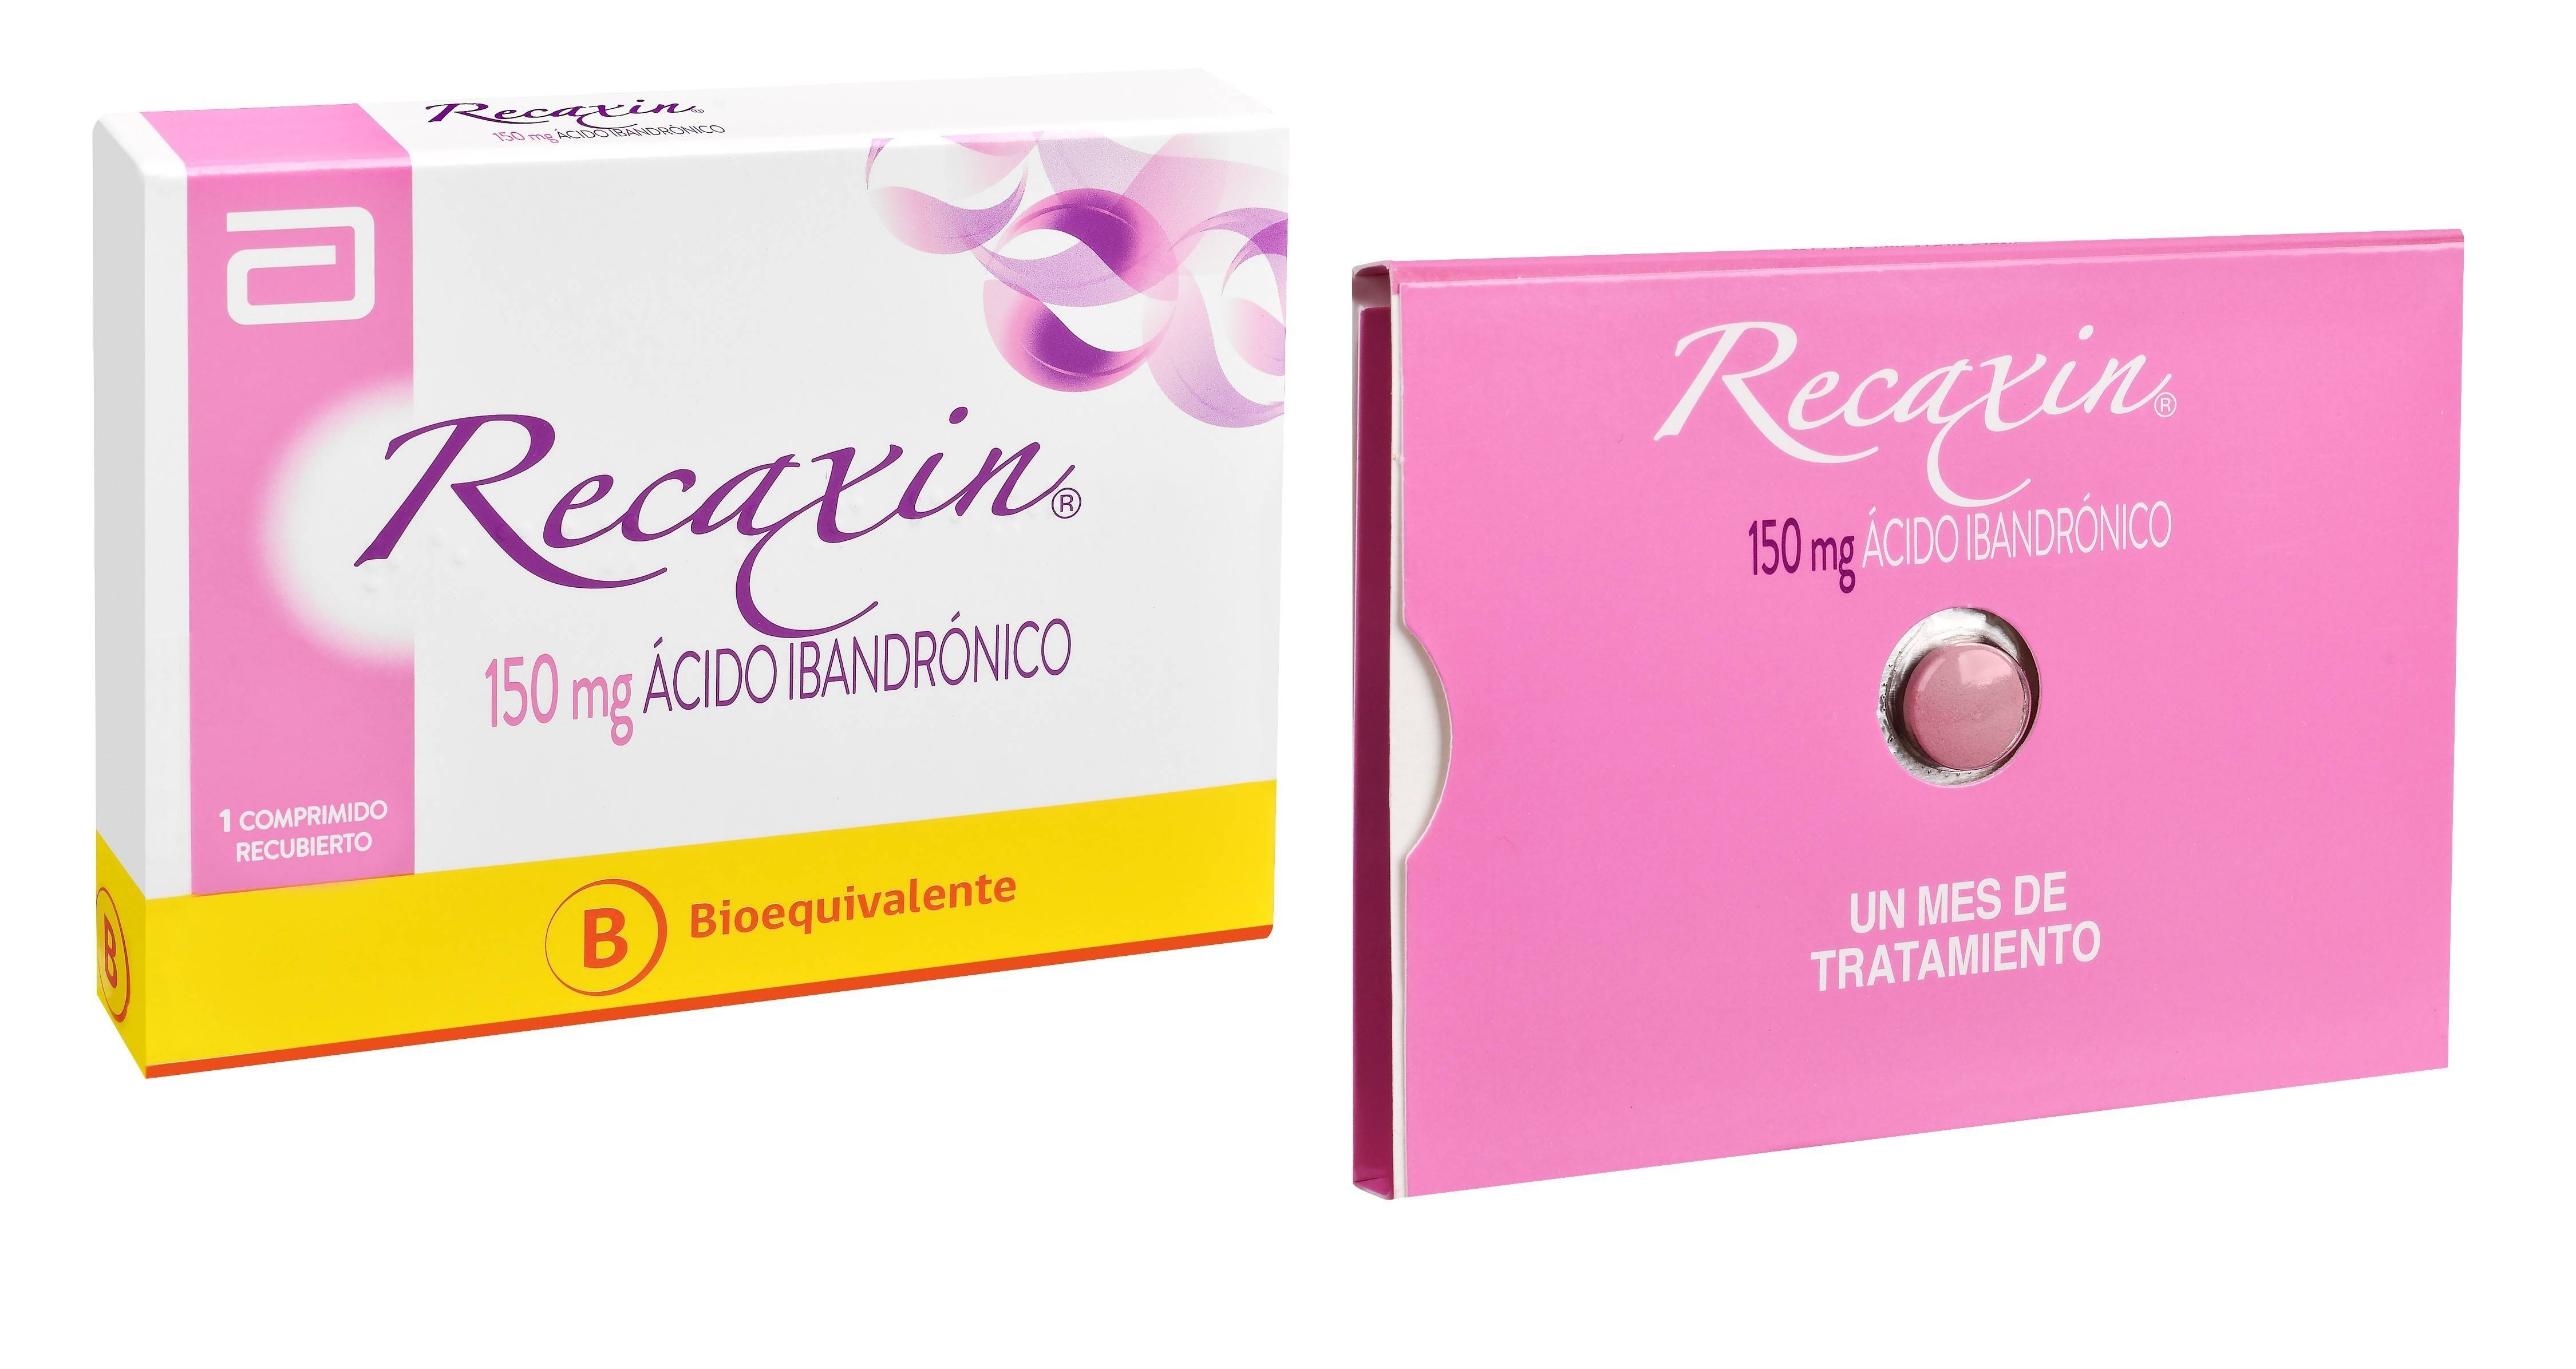 Recaxin®
150 mg ÁCIDO IBANDRÓNICO
Recaxin®
150 mg ÁCIDO IBANDRÓNICO
1 COMPRIMIDO
RECUBIERTO
B Bioequivalente
B
Recaxin®
150 mg ÁCIDO IBANDRÓNICO
UN MES DE
TRATAMIENTO